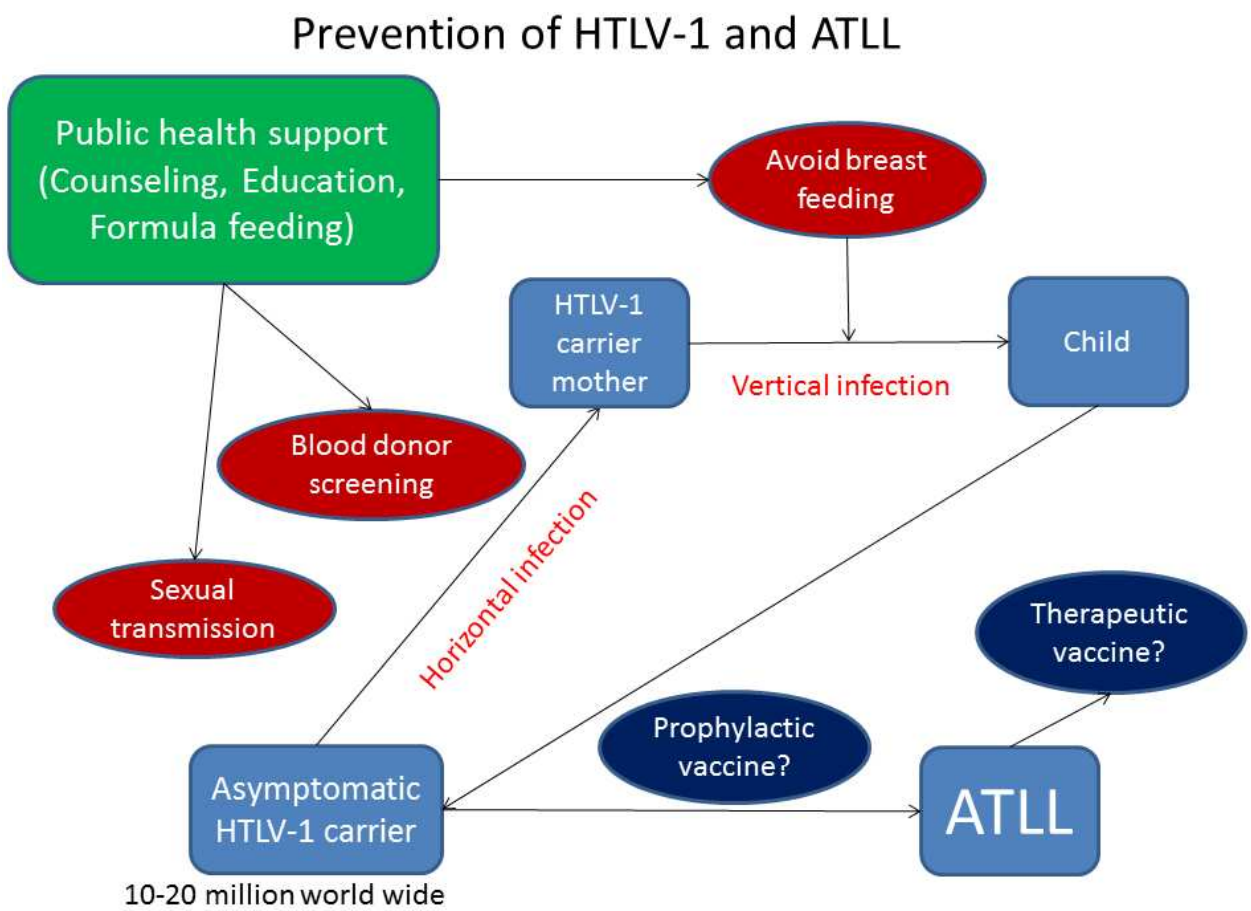 Prevention of HTLV-1 and ATLL
Public health support
(Counseling, Education,
Formula feeding)
Avoid breast
feeding
HTLV-1
carrier
mother
Vertical infection
Child
Blood donor
screening
Horizontal infection
Sexual
transmission
Therapeutic
vaccine?
Prophylactic
vaccine?
Asymptomatic
HTLV-1 carrier
ATLL
10-20 million world wide